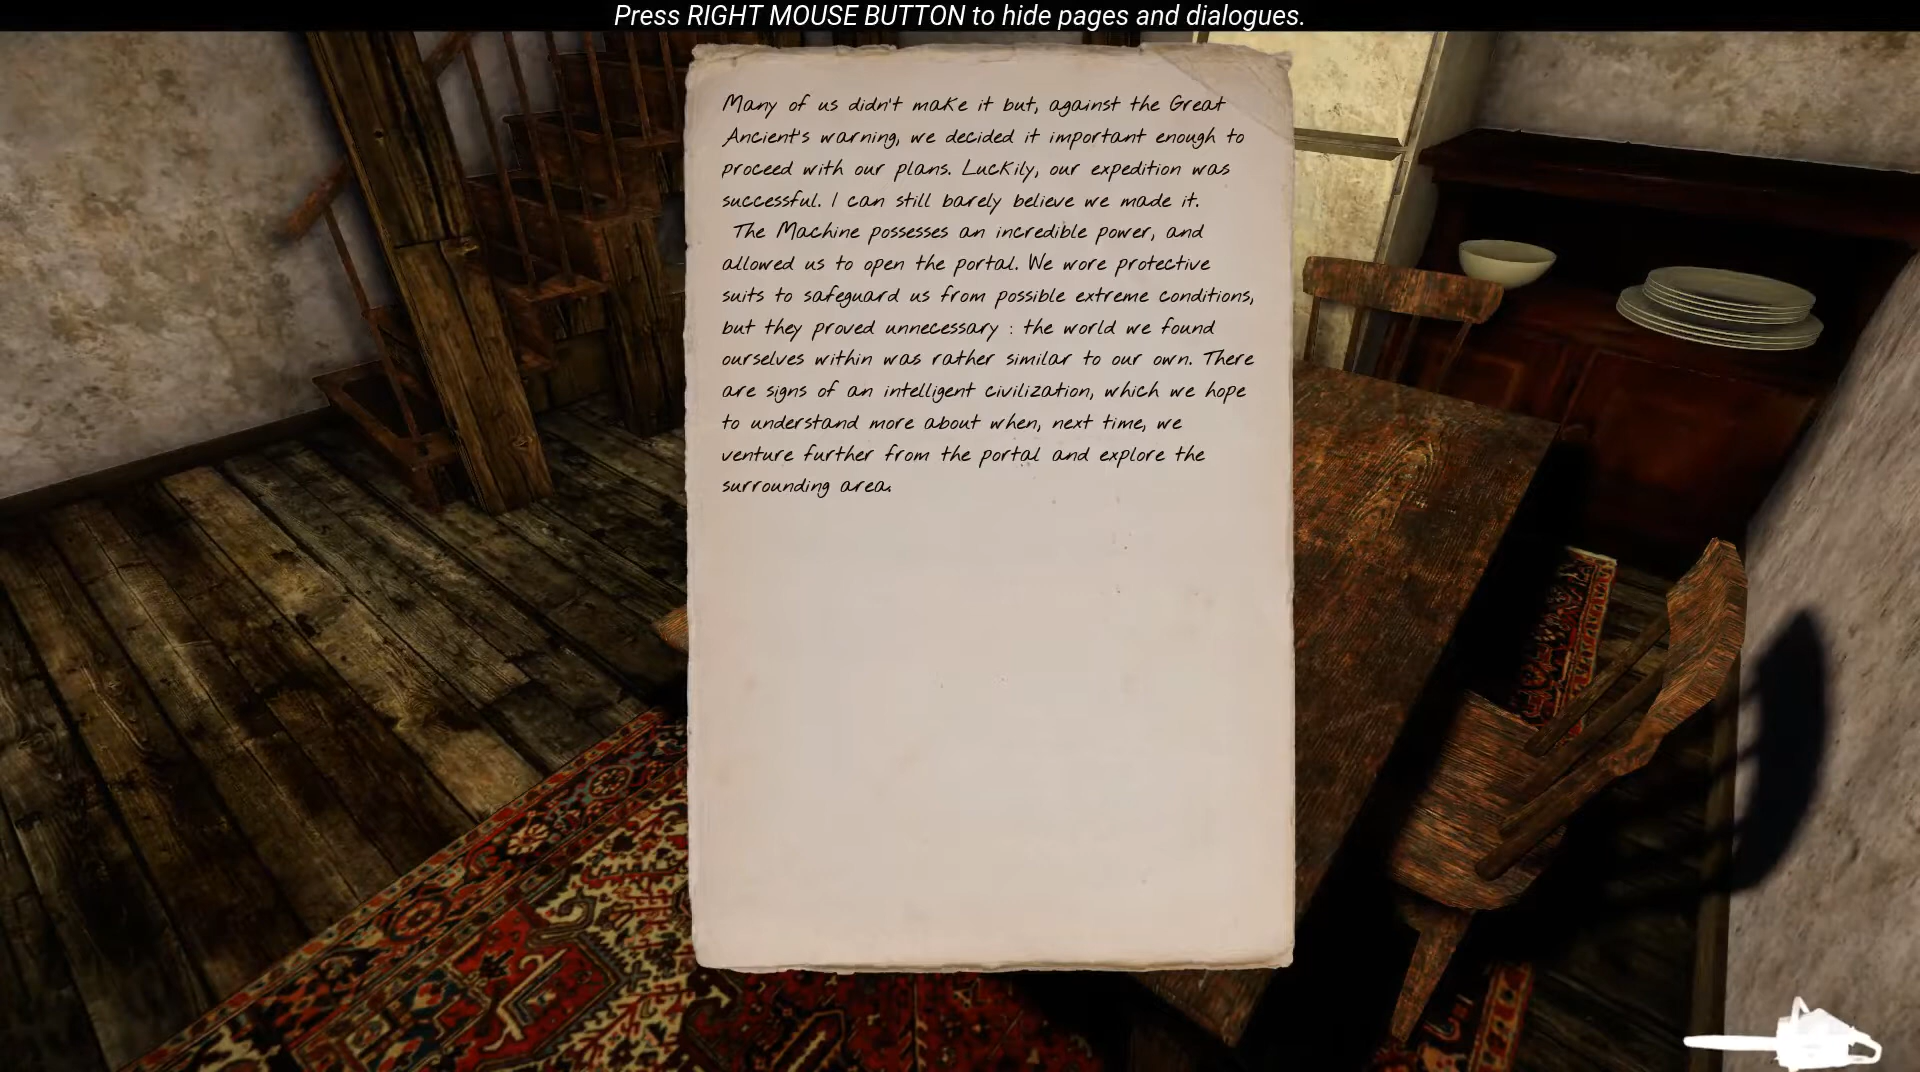 Press RIGHT MOUSE BUTTON to hide pages and dialogues.
Many of us didn't make it but, against the Great
Ancient's warning, we decided it important enough to
proceed with our plans. Luckily, our expedition was
successful. I can still barely believe we made it.
The Machine possesses an incredible power, and
allowed us to open the portal. We wore protective
suits to safeguard us from possible extreme conditions,
but they proved unnecessary : the world we found
ourselves within was rather similar to our own. There
are signs of an intelligent civilization, which we hope
to understand more about when, next time, we
venture further from the portal and explore the
surrounding area.